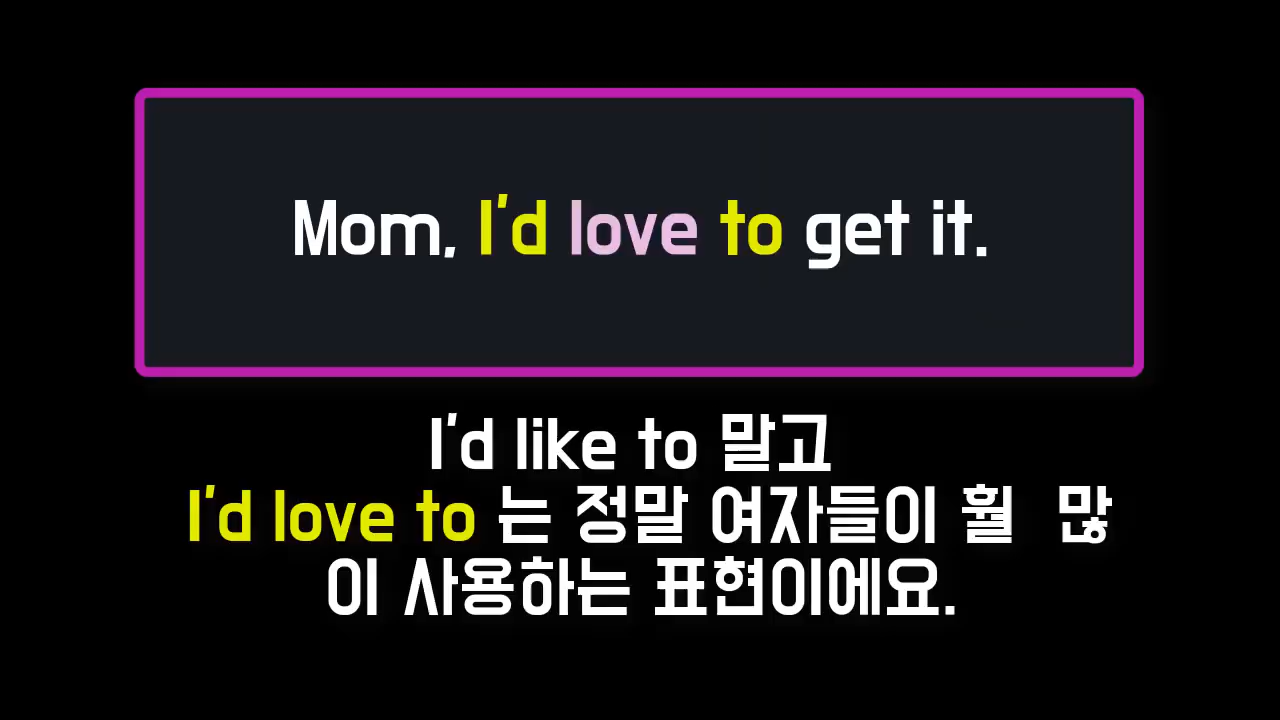 Mom, I'd love to get it.
I'd like to 말고
I'd love to 는 정말 여자들이 훨 많
이 사용하는 표현이에요.